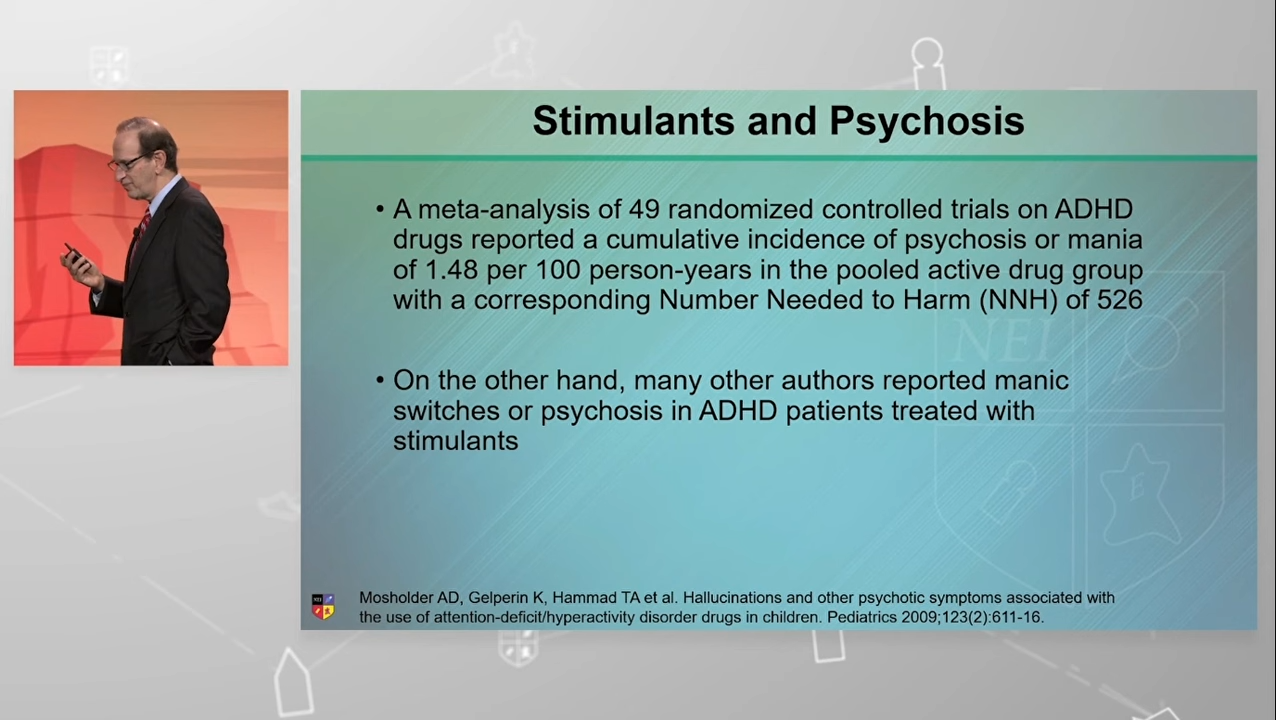 Stimulants and Psychosis
• A meta-analysis of 49 randomized controlled trials on ADHD
drugs reported a cumulative incidence of psychosis or mania
of 1.48 per 100 person-years in the pooled active drug group
with a corresponding Number Needed to Harm (NNH) of 526
NEI
• On the other hand, many other authors reported manic
switches or psychosis in ADHD patients treated with
stimulants
E
NEI
Mosholder AD, Gelperin K, Hammad TA et al. Hallucinations and other psychotic symptoms associated with
the use of attention-deficit/hyperactivity disorder drugs in children. Pediatrics 2009;123(2):611-16.